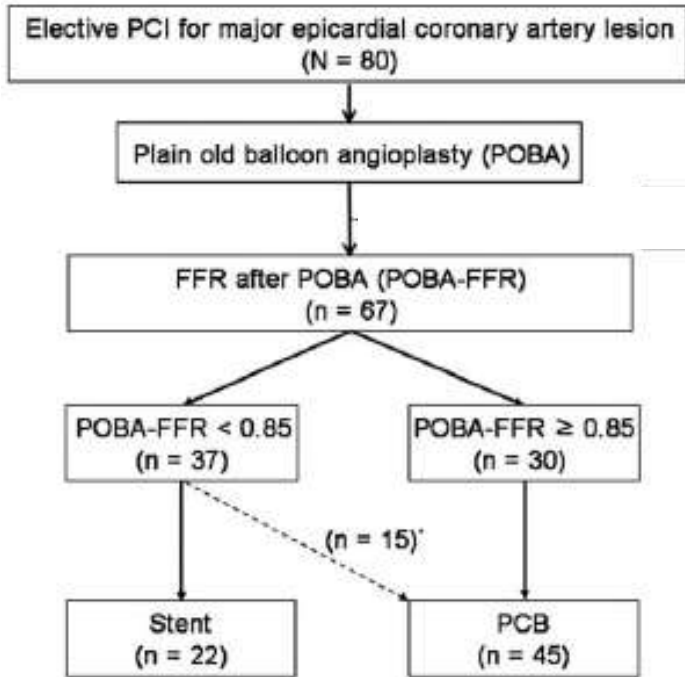 Elective PCI for major epicardial coronary artery lesion
(N = 80)
Plain old balloon angioplasty (POBA)
FFR after POBA (POBA-FFR)
(n = 67)
POBA-FFR < 0.85
(n = 37)
POBA-FFR ≥ 0.85
(n = 30)
(n = 15)*
Stent
(n = 22)
PCB
(n = 45)